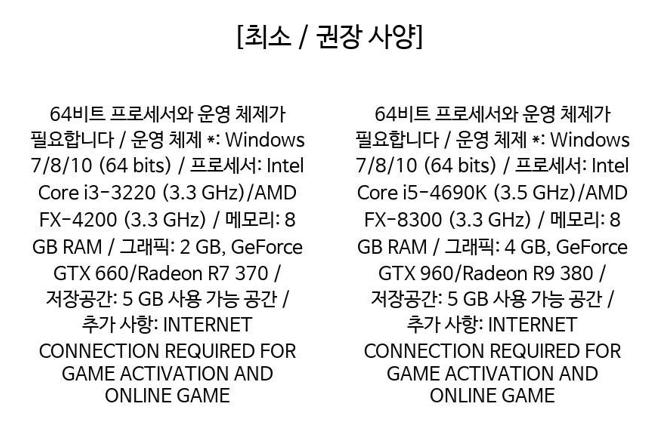 [최소 / 권장 사양]
64비트 프로세서와 운영 체제가
필요합니다 / 운영 체제 *: Windows
7/8/10 (64 bits) / 프로세서: Intel
Core i3-3220 (3.3 GHz)/AMD
FX-4200 (3.3 GHz) / 메모리: 8
GB RAM / 그래픽: 2 GB, GeForce
GTX 660/Radeon R7 370 /
저장공간: 5 GB 사용 가능 공간 /
추가 사항: INTERNET
CONNECTION REQUIRED FOR
GAME ACTIVATION AND
ONLINE GAME
64비트 프로세서와 운영 체제가
필요합니다 / 운영 체제 *: Windows
7/8/10 (64 bits) / 프로세서: Intel
Core i5-4690K (3.5 GHz)/AMD
FX-8300 (3.3 GHz) / 메모리: 8
GB RAM / 그래픽: 4 GB, GeForce
GTX 960/Radeon R9 380 /
저장공간: 5 GB 사용 가능 공간 /
추가 사항: INTERNET
CONNECTION REQUIRED FOR
GAME ACTIVATION AND
ONLINE GAME